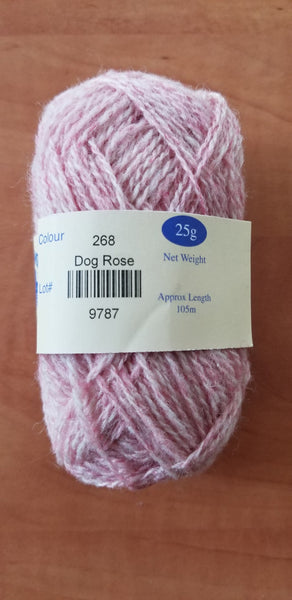 Colour
268
Dog Rose
Lot#
9787
25g
Net Weight
Approx Length
105m